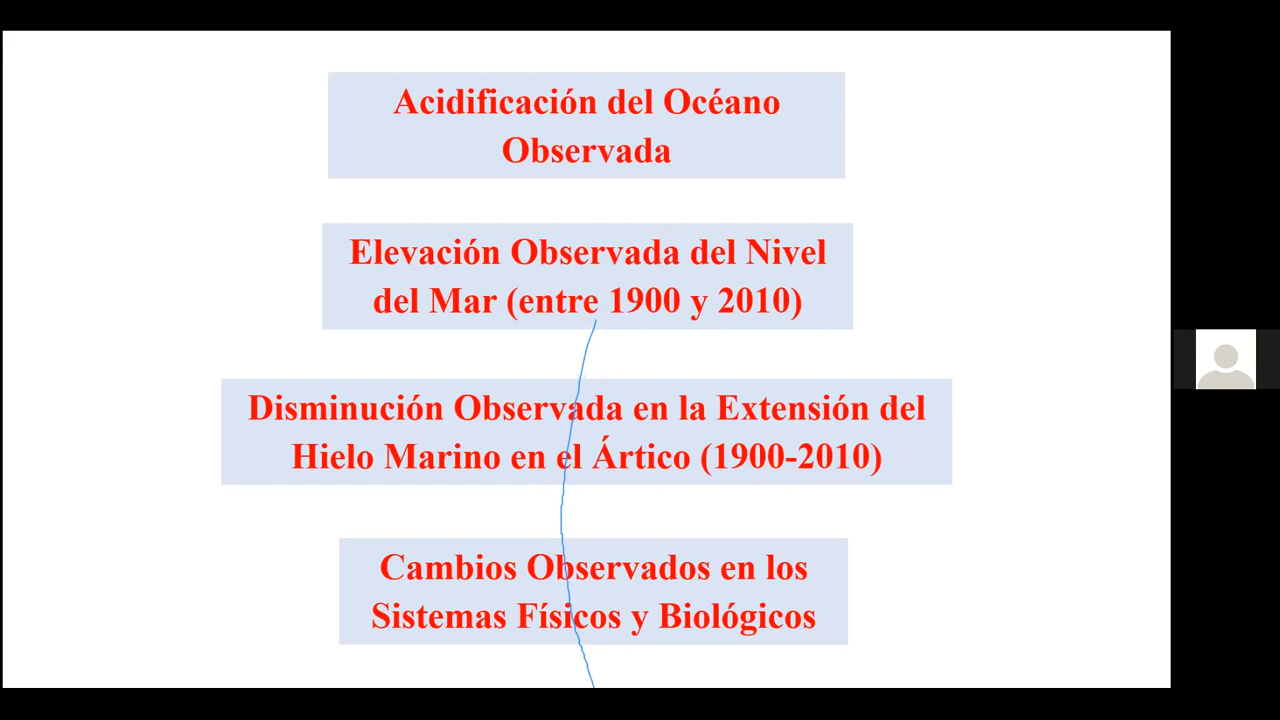 Acidificación del Océano
Observada
Elevación Observada del Nivel
del Mar (entre 1900 y 2010)
Disminución Observada en la Extensión del
Hielo Marino en el Ártico (1900-2010)
Cambios Observados en los
Sistemas Físicos y Biológicos